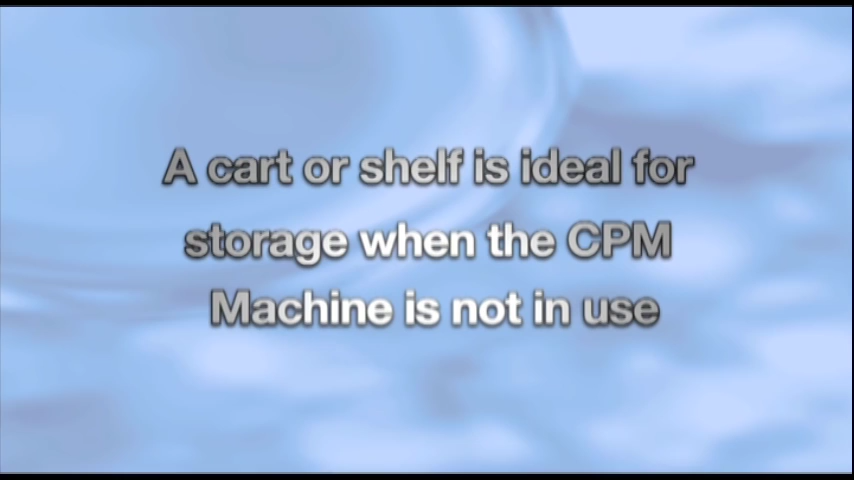 A cart or shelf is ideal for
storage when the CPM
Machine is not in use